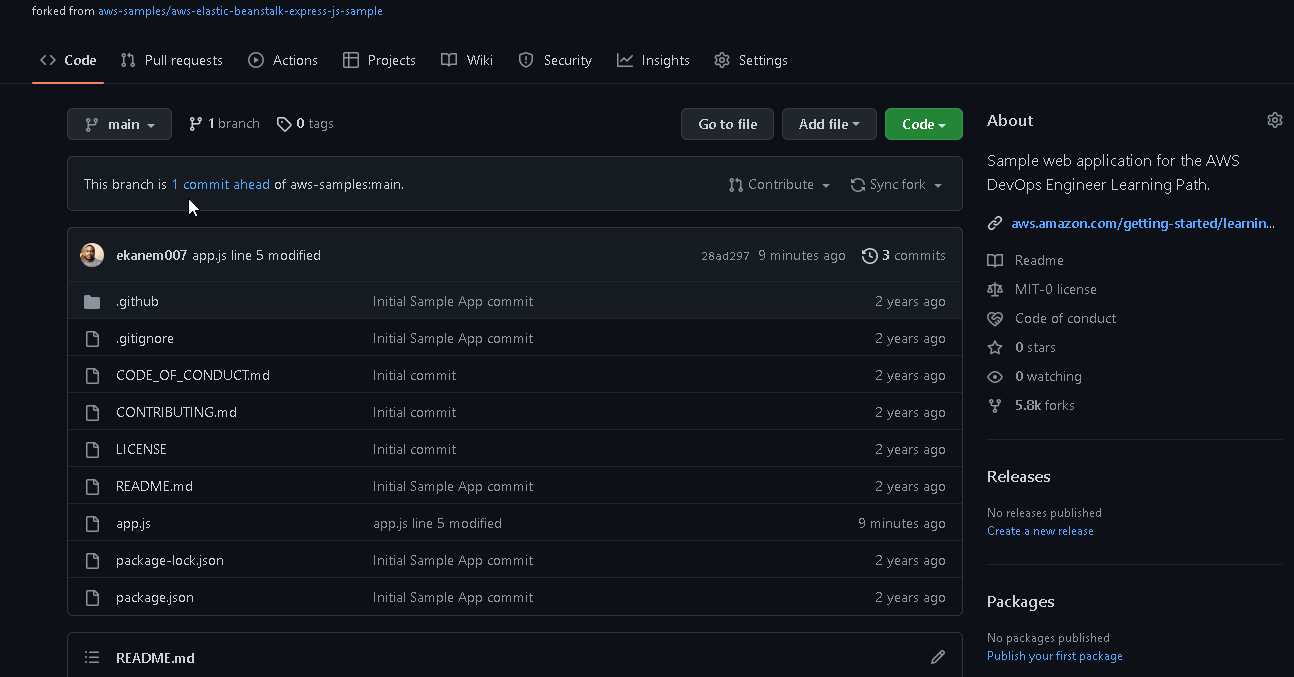 forked from aws-samples/aws-elastic-beanstalk-express-js-sample
Code Pull requests Actions Projects Wiki Security Insights Settings
main 1 branch 0 tags Go to file Add file Code
This branch is 1 commit ahead of aws-samples:main. Contribute Sync fork
ekanem007 app.js line 5 modified 28ad297 9 minutes ago 3 commits
.github Initial Sample App commit 2 years ago
.gitignore Initial Sample App commit 2 years ago
CODE_OF_CONDUCT.md Initial commit 2 years ago
CONTRIBUTING.md Initial commit 2 years ago
LICENSE Initial commit 2 years ago
README.md Initial Sample App commit 2 years ago
app.js app.js line 5 modified 9 minutes ago
package-lock.json Initial Sample App commit 2 years ago
package.json Initial Sample App commit 2 years ago
README.md
About
Sample web application for the AWS
DevOps Engineer Learning Path.
aws.amazon.com/getting-started/learnin...
Readme
MIT-0 license
Code of conduct
0 stars
0 watching
5.8k forks
Releases
No releases published
Create a new release
Packages
No packages published
Publish your first package